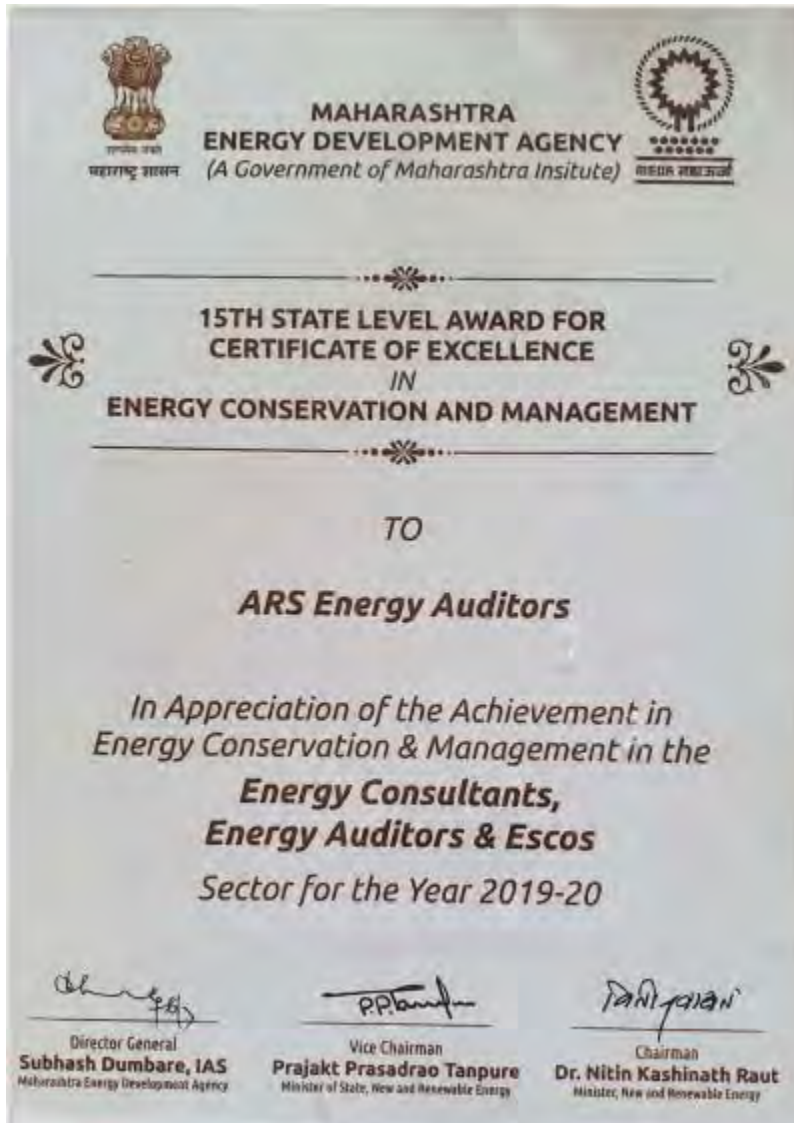 MAHARASHTRA
ENERGY DEVELOPMENT AGENCY
(A Government of Maharashtra Insitute)
महाराष्ट्र शासन
15TH STATE LEVEL AWARD FOR
CERTIFICATE OF EXCELLENCE
IN
ENERGY CONSERVATION AND MANAGEMENT
TO
ARS Energy Auditors
In Appreciation of the Achievement in
Energy Conservation & Management in the
Energy Consultants,
Energy Auditors & Escos
Sector for the Year 2019-20
Director General
Subhash Dumbare, IAS
Maharashtra Energy Development Agency
P.P.Tanpure
Vice Chairman
Prajakt Prasadrao Tanpure
Minister of State, New and Renewable Energy
Chairman
Dr. Nitin Kashinath Raut
Minister, New and Renewable Energy